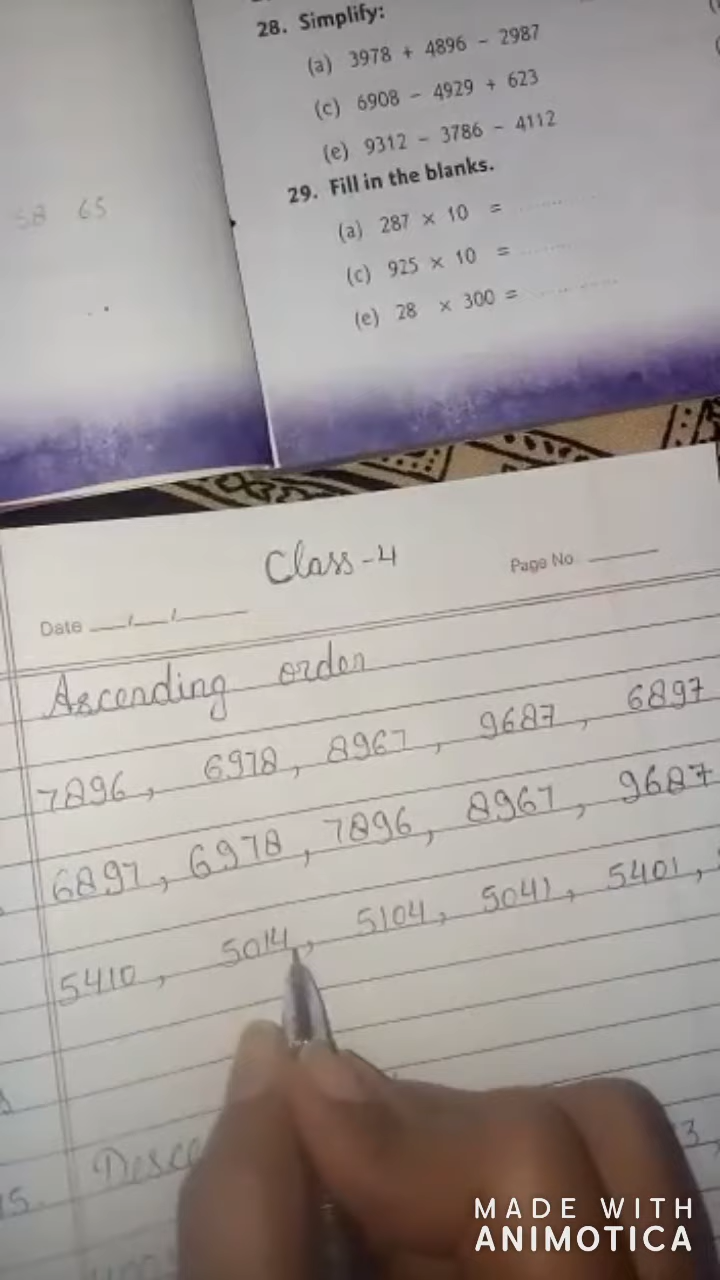 28. Simplify:
(a) 3978 + 4896 - 2987
(c) 6908 - 4929 + 623
(e) 9312 - 3786 - 4112
29. Fill in the blanks.
(a) 287 × 10 = ..........
(c) 925 × 10 = ..........
(e) 28 × 300 = ..........
58 65
Class-4
Page No
Date
Ascending order
7896, 6978, 8967, 9687, 6897
6897, 6978, 7896, 8967, 9687
5410, 5014, 5104, 5041, 5401,
MADE WITH
ANIMOTICA